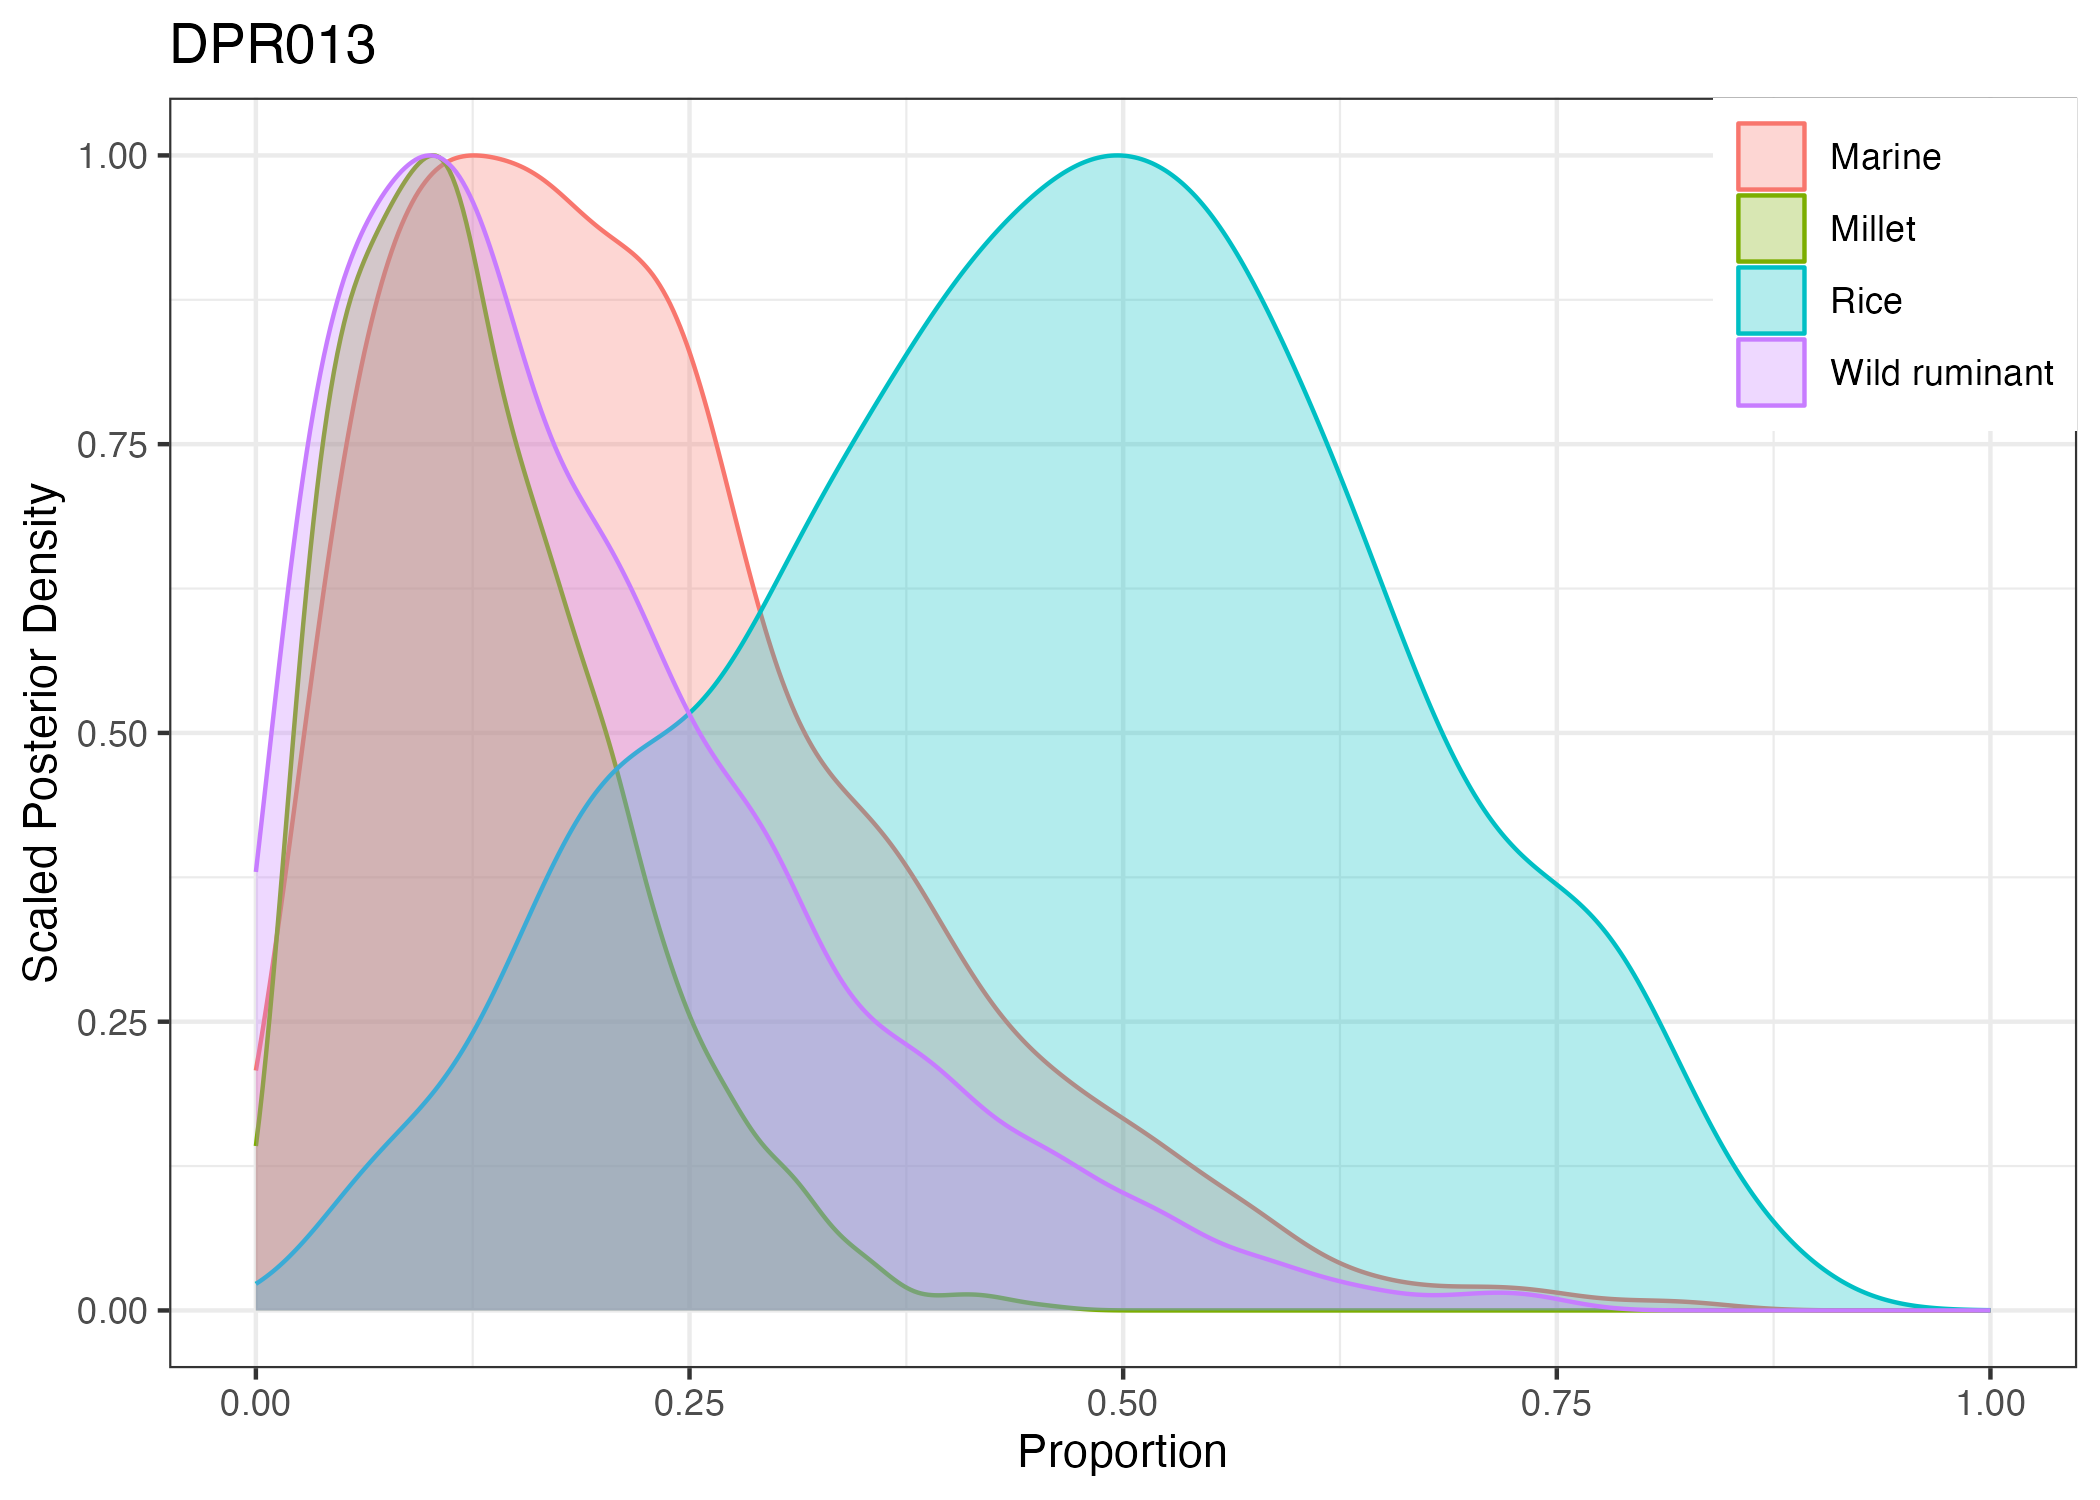 DPR013
Marine
Millet
Rice
Wild ruminant
Scaled Posterior Density
1.00
0.75
0.50
0.25
0.00
0.00 0.25 0.50 0.75 1.00
Proportion